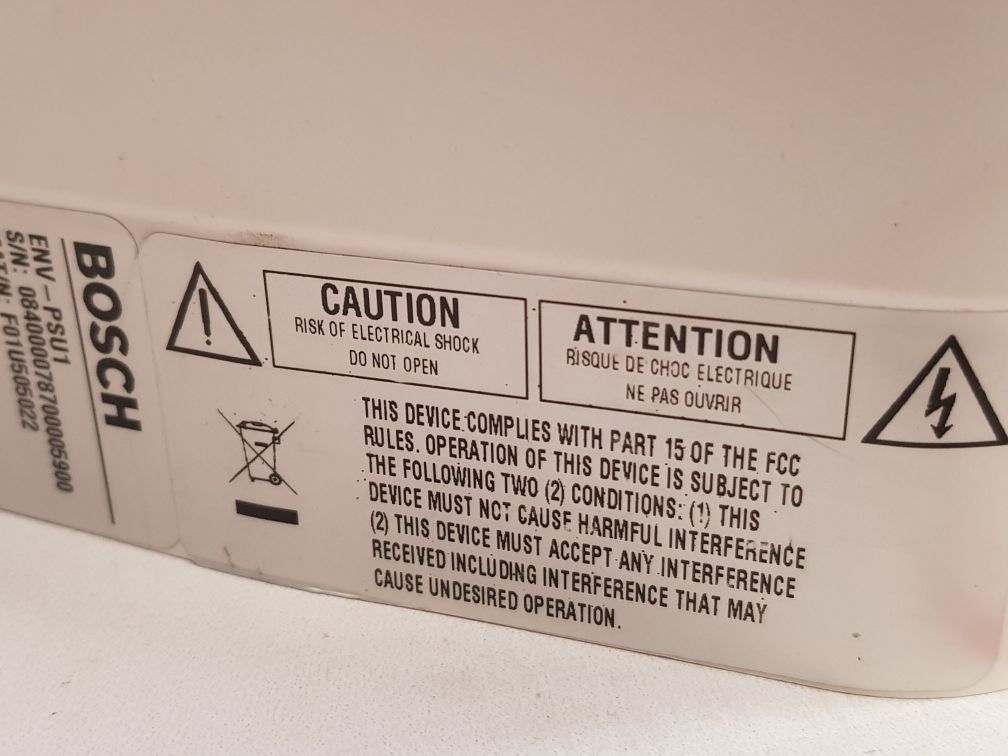 BOSCH
ENV-PSU1
S/N: 084000078700005900
F01U505022
CAUTION
RISK OF ELECTRICAL SHOCK
DO NOT OPEN
ATTENTION
RISQUE DE CHOC ELECTRIQUE
NE PAS OUVRIR
THIS DEVICE COMPLIES WITH PART 15 OF THE FCC
RULES. OPERATION OF THIS DEVICE IS SUBJECT TO
THE FOLLOWING TWO (2) CONDITIONS: (1) THIS
DEVICE MUST NOT CAUSE HARMFUL INTERFERENCE
(2) THIS DEVICE MUST ACCEPT ANY INTERFERENCE
RECEIVED INCLUDING INTERFERENCE THAT MAY
CAUSE UNDESIRED OPERATION.